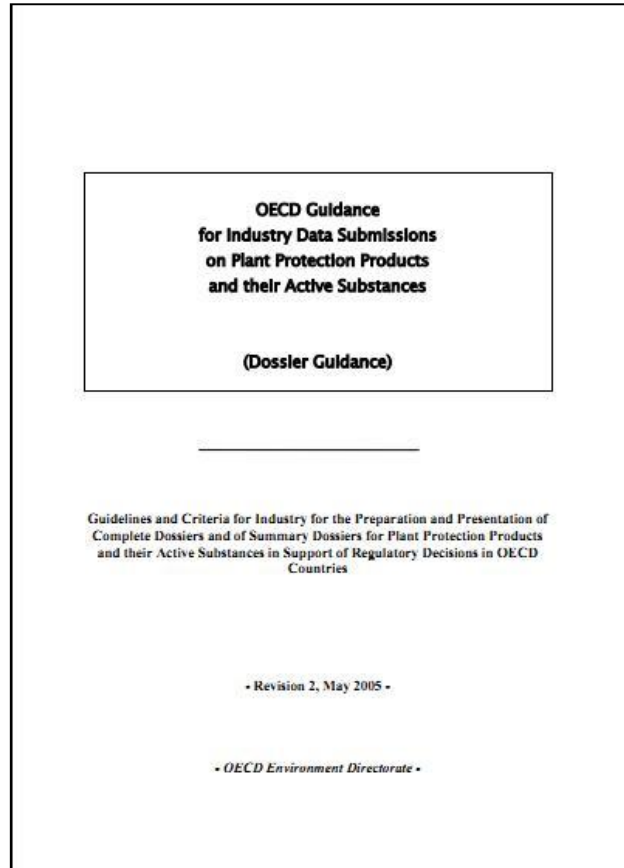 OECD Guidance
for Industry Data Submissions
on Plant Protection Products
and their Active Substances
(Dossier Guidance)
Guidelines and Criteria for Industry for the Preparation and Presentation of
Complete Dossiers and of Summary Dossiers for Plant Protection Products
and their Active Substances in Support of Regulatory Decisions in OECD
Countries
- Revision 2, May 2005 -
- OECD Environment Directorate -